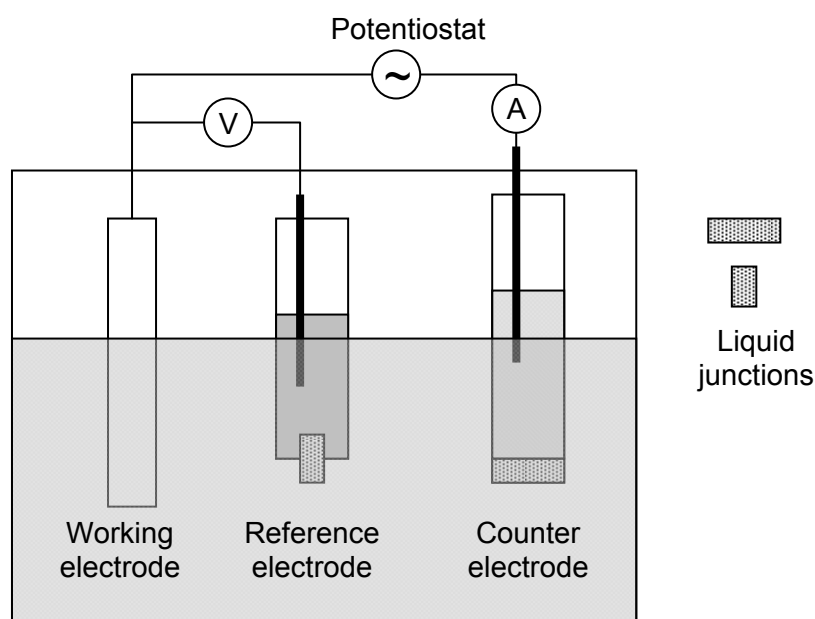 Potentiostat
~
A
V
Liquid
junctions
Working
electrode
Reference
electrode
Counter
electrode